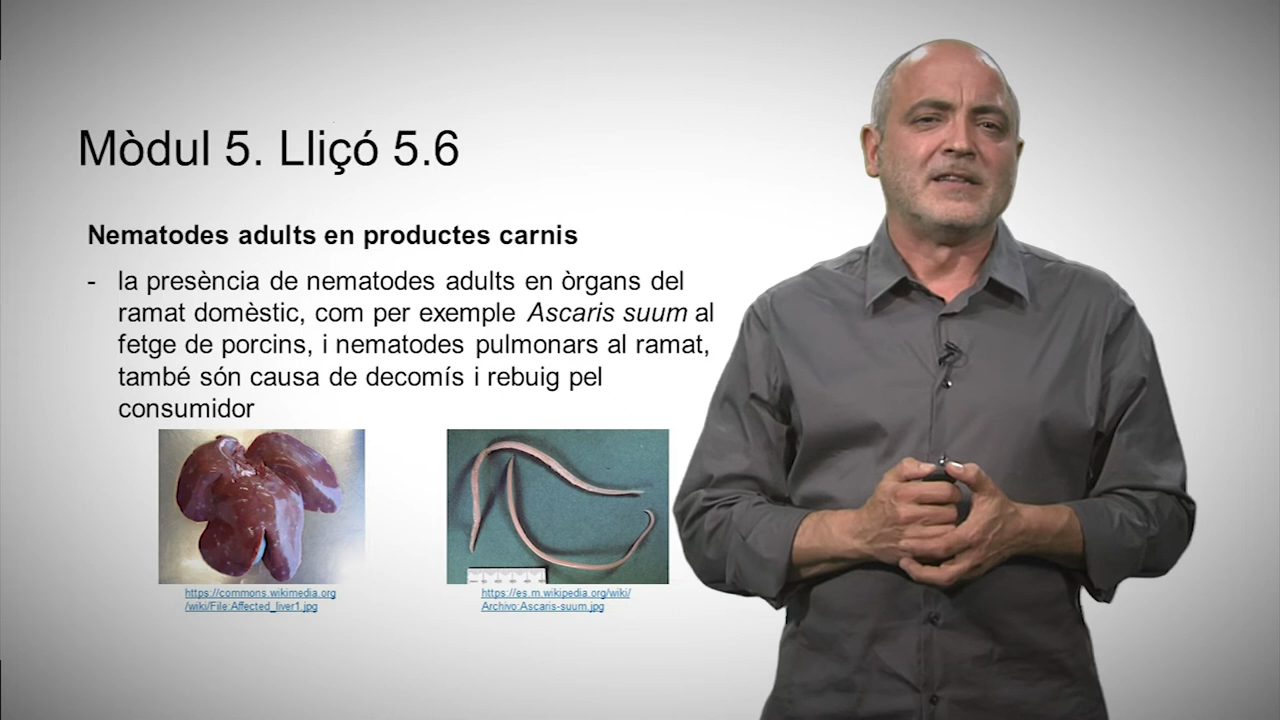 Mòdul 5. Lliçó 5.6
Nematodes adults en productes carnis
- la presència de nematodes adults en òrgans del
ramat domèstic, com per exemple Ascaris suum al
fetge de porcins, i nematodes pulmonars al ramat,
també són causa de decomís i rebuig pel
consumidor
https://commons.wikimedia.org
/wiki/File:Affected_liver1.jpg
https://es.m.wikipedia.org/wiki/
Archivo:Ascaris-suum.jpg